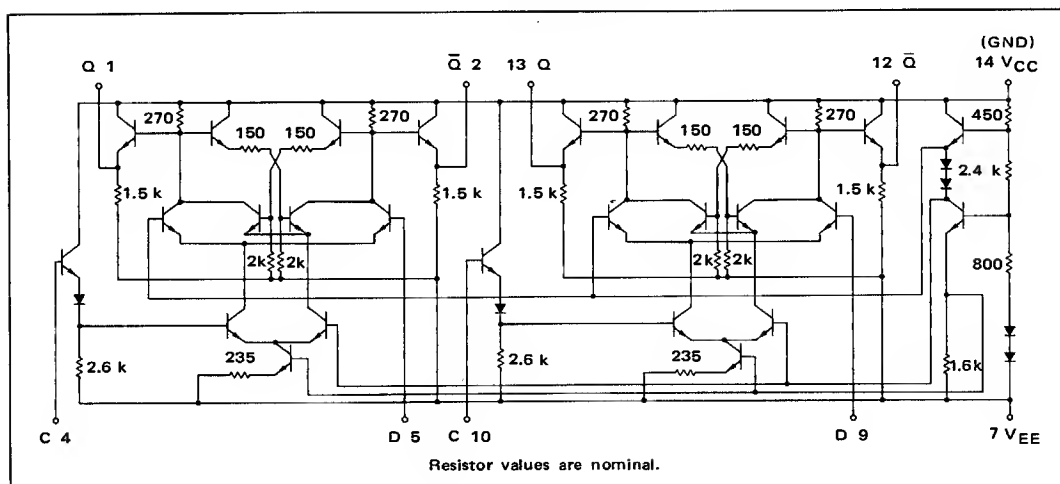 (GND)
Q 1 Q̅ 2 13 Q 12 Q̅ 14 VCC
270 270 270 270 450
150 150 150 150
2.4 k
1.5 k 1.5 k 1.5 k 1.5 k
2k 2k 2k 2k 800
235 235
2.6 k 2.6 k 1.6k
C 4 D 5 C 10 D 9 7 VEE
Resistor values are nominal.